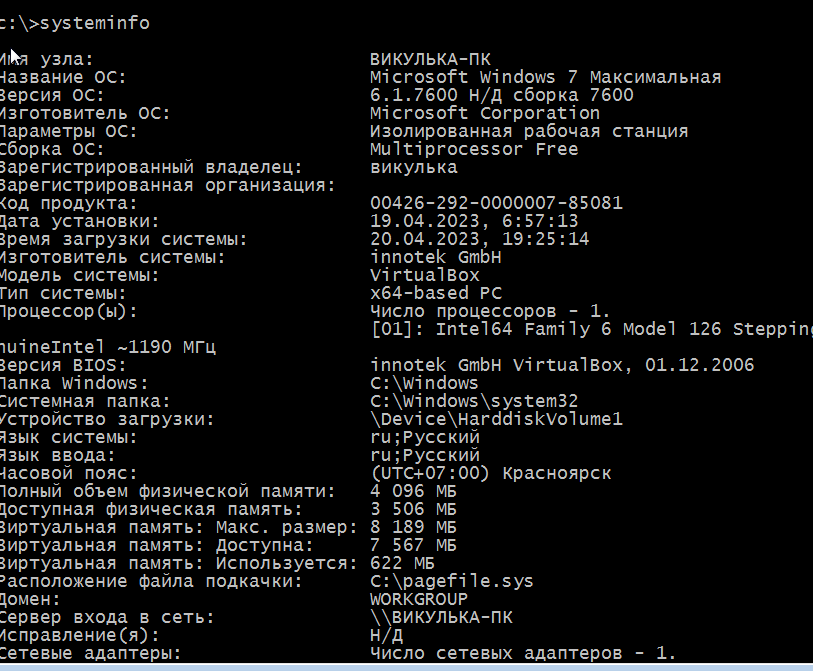 c:\>systeminfo
Имя узла: ВИКУЛЬКА-ПК
Название ОС: Microsoft Windows 7 Максимальная
Версия ОС: 6.1.7600 Н/Д сборка 7600
Изготовитель ОС: Microsoft Corporation
Параметры ОС: Изолированная рабочая станция
Сборка ОС: Multiprocessor Free
Зарегистрированный владелец: викулька
Зарегистрированная организация:
Код продукта: 00426-292-0000007-85081
Дата установки: 19.04.2023, 6:57:13
Время загрузки системы: 20.04.2023, 19:25:14
Изготовитель системы: innotek GmbH
Модель системы: VirtualBox
Тип системы: x64-based PC
Процессор(ы): Число процессоров - 1.
[01]: Intel64 Family 6 Model 126 Stepping
nuineIntel ~1190 МГц
Версия BIOS: innotek GmbH VirtualBox, 01.12.2006
Папка Windows: C:\Windows
Системная папка: C:\Windows\system32
Устройство загрузки: \Device\HarddiskVolume1
Язык системы: ru;Русский
Язык ввода: ru;Русский
Часовой пояс: (UTC+07:00) Красноярск
Полный объем физической памяти: 4 096 МБ
Доступная физическая память: 3 506 МБ
Виртуальная память: Макс. размер: 8 189 МБ
Виртуальная память: Доступна: 7 567 МБ
Виртуальная память: Используется: 622 МБ
Расположение файла подкачки: C:\pagefile.sys
Домен: WORKGROUP
Сервер входа в сеть: \\ВИКУЛЬКА-ПК
Исправление(я): Н/Д
Сетевые адаптеры: Число сетевых адаптеров - 1.